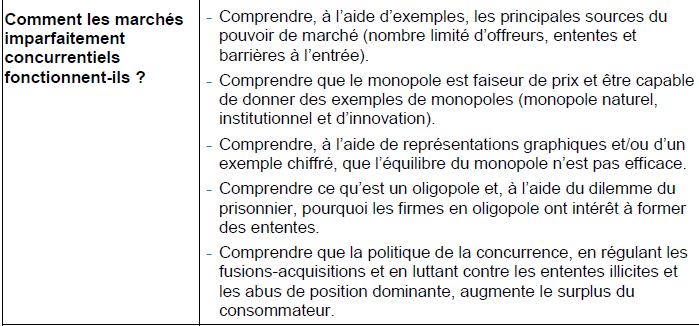 Comment les marchés
imparfaitement
concurrentiels
fonctionnent-ils ?
- Comprendre, à l’aide d’exemples, les principales sources du
pouvoir de marché (nombre limité d’offreurs, ententes et
barrières à l’entrée).
- Comprendre que le monopole est faiseur de prix et être capable
de donner des exemples de monopoles (monopole naturel,
institutionnel et d’innovation).
- Comprendre, à l’aide de représentations graphiques et/ou d’un
exemple chiffré, que l’équilibre du monopole n’est pas efficace.
- Comprendre ce qu’est un oligopole et, à l’aide du dilemme du
prisonnier, pourquoi les firmes en oligopole ont intérêt à former
des ententes.
- Comprendre que la politique de la concurrence, en régulant les
fusions-acquisitions et en luttant contre les ententes illicites et
les abus de position dominante, augmente le surplus du
consommateur.